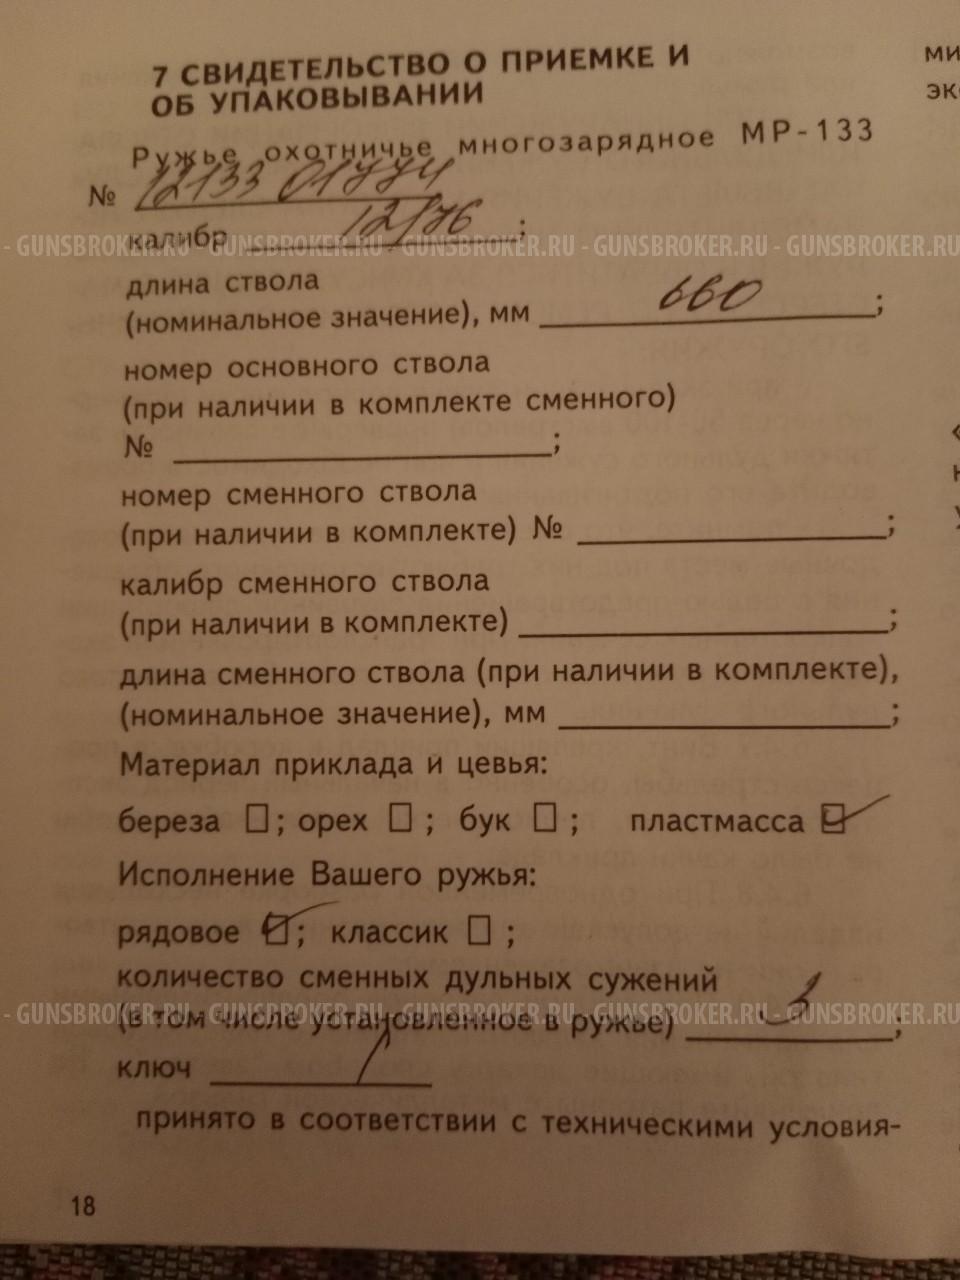 7 СВИДЕТЕЛЬСТВО О ПРИЕМКЕ И
ОБ УПАКОВЫВАНИИ
Ружье охотничье многозарядное МР-133
№ 12133 01774
калибр 12/76 ;
- GUNSBROKER.RU - GUNSBROKER.RU - GUNSBROKER.RU - GUNSBROKER.RU - GUNSBROKER.RU
длина ствола
(номинальное значение), мм 660 ;
номер основного ствола
(при наличии в комплекте сменного)
№ ;
номер сменного ствола
(при наличии в комплекте) № ;
калибр сменного ствола
(при наличии в комплекте) ;
длина сменного ствола (при наличии в комплекте),
(номинальное значение), мм ;
Материал приклада и цевья:
береза ; орех ; бук ; пластмасса
Исполнение Вашего ружья:
рядовое ; классик ;
количество сменных дульных сужений
(в том числе установленное в ружье) 3 ;
- GUNSBROKER.RU - GUNSBROKER.RU - GUNSBROKER.RU - GUNSBROKER.RU - GUNSBROKER.RU
ключ 1
принято в соответствии с техническими условия-
18